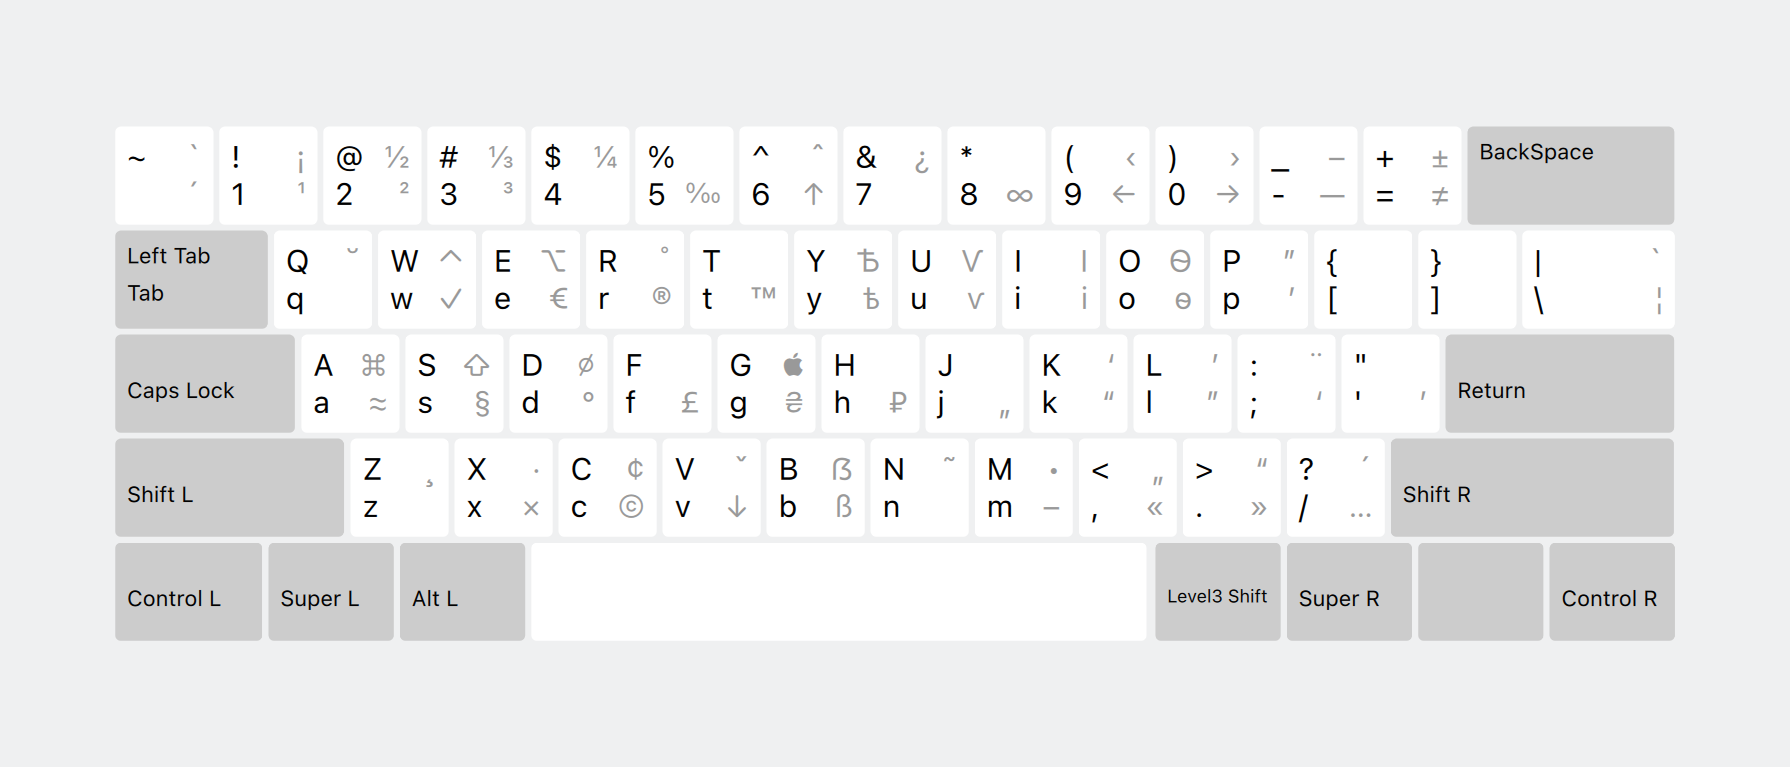 ~ ` ! ¡ @ ½ # ⅓ $ ¼ % ^ ˆ & ¿ * ( ‹ ) › _ – + ± BackSpace
´ 1 ¹ 2 ² 3 ³ 4 5 ‰ 6 ↑ 7 8 ∞ 9 ← 0 → - — = ≠
Left Tab Q ˘ W ^ E ⌥ R ˚ T Y Ѣ U Ѵ I І O Ѳ P ″ { } | `
Tab q w ✓ e € r ® t ™ y ѣ u ѵ i і o ѳ p ′ [ ] \ ¦
Caps Lock A ⌘ S ⇧ D ⌀ F G  H J K ‘ L ’ : ¨ " Return
a ≈ s § d ° f £ g ₴ h ₽ j „ k “ l ” ; ‘ ' ’
Shift L Z ¸ X · C ¢ V ˇ B ẞ N ˜ M • < „ > “ ? ´ Shift R
z x × c © v ↓ b ß n m − , « . » / …
Control L Super L Alt L Level3 Shift Super R Control R